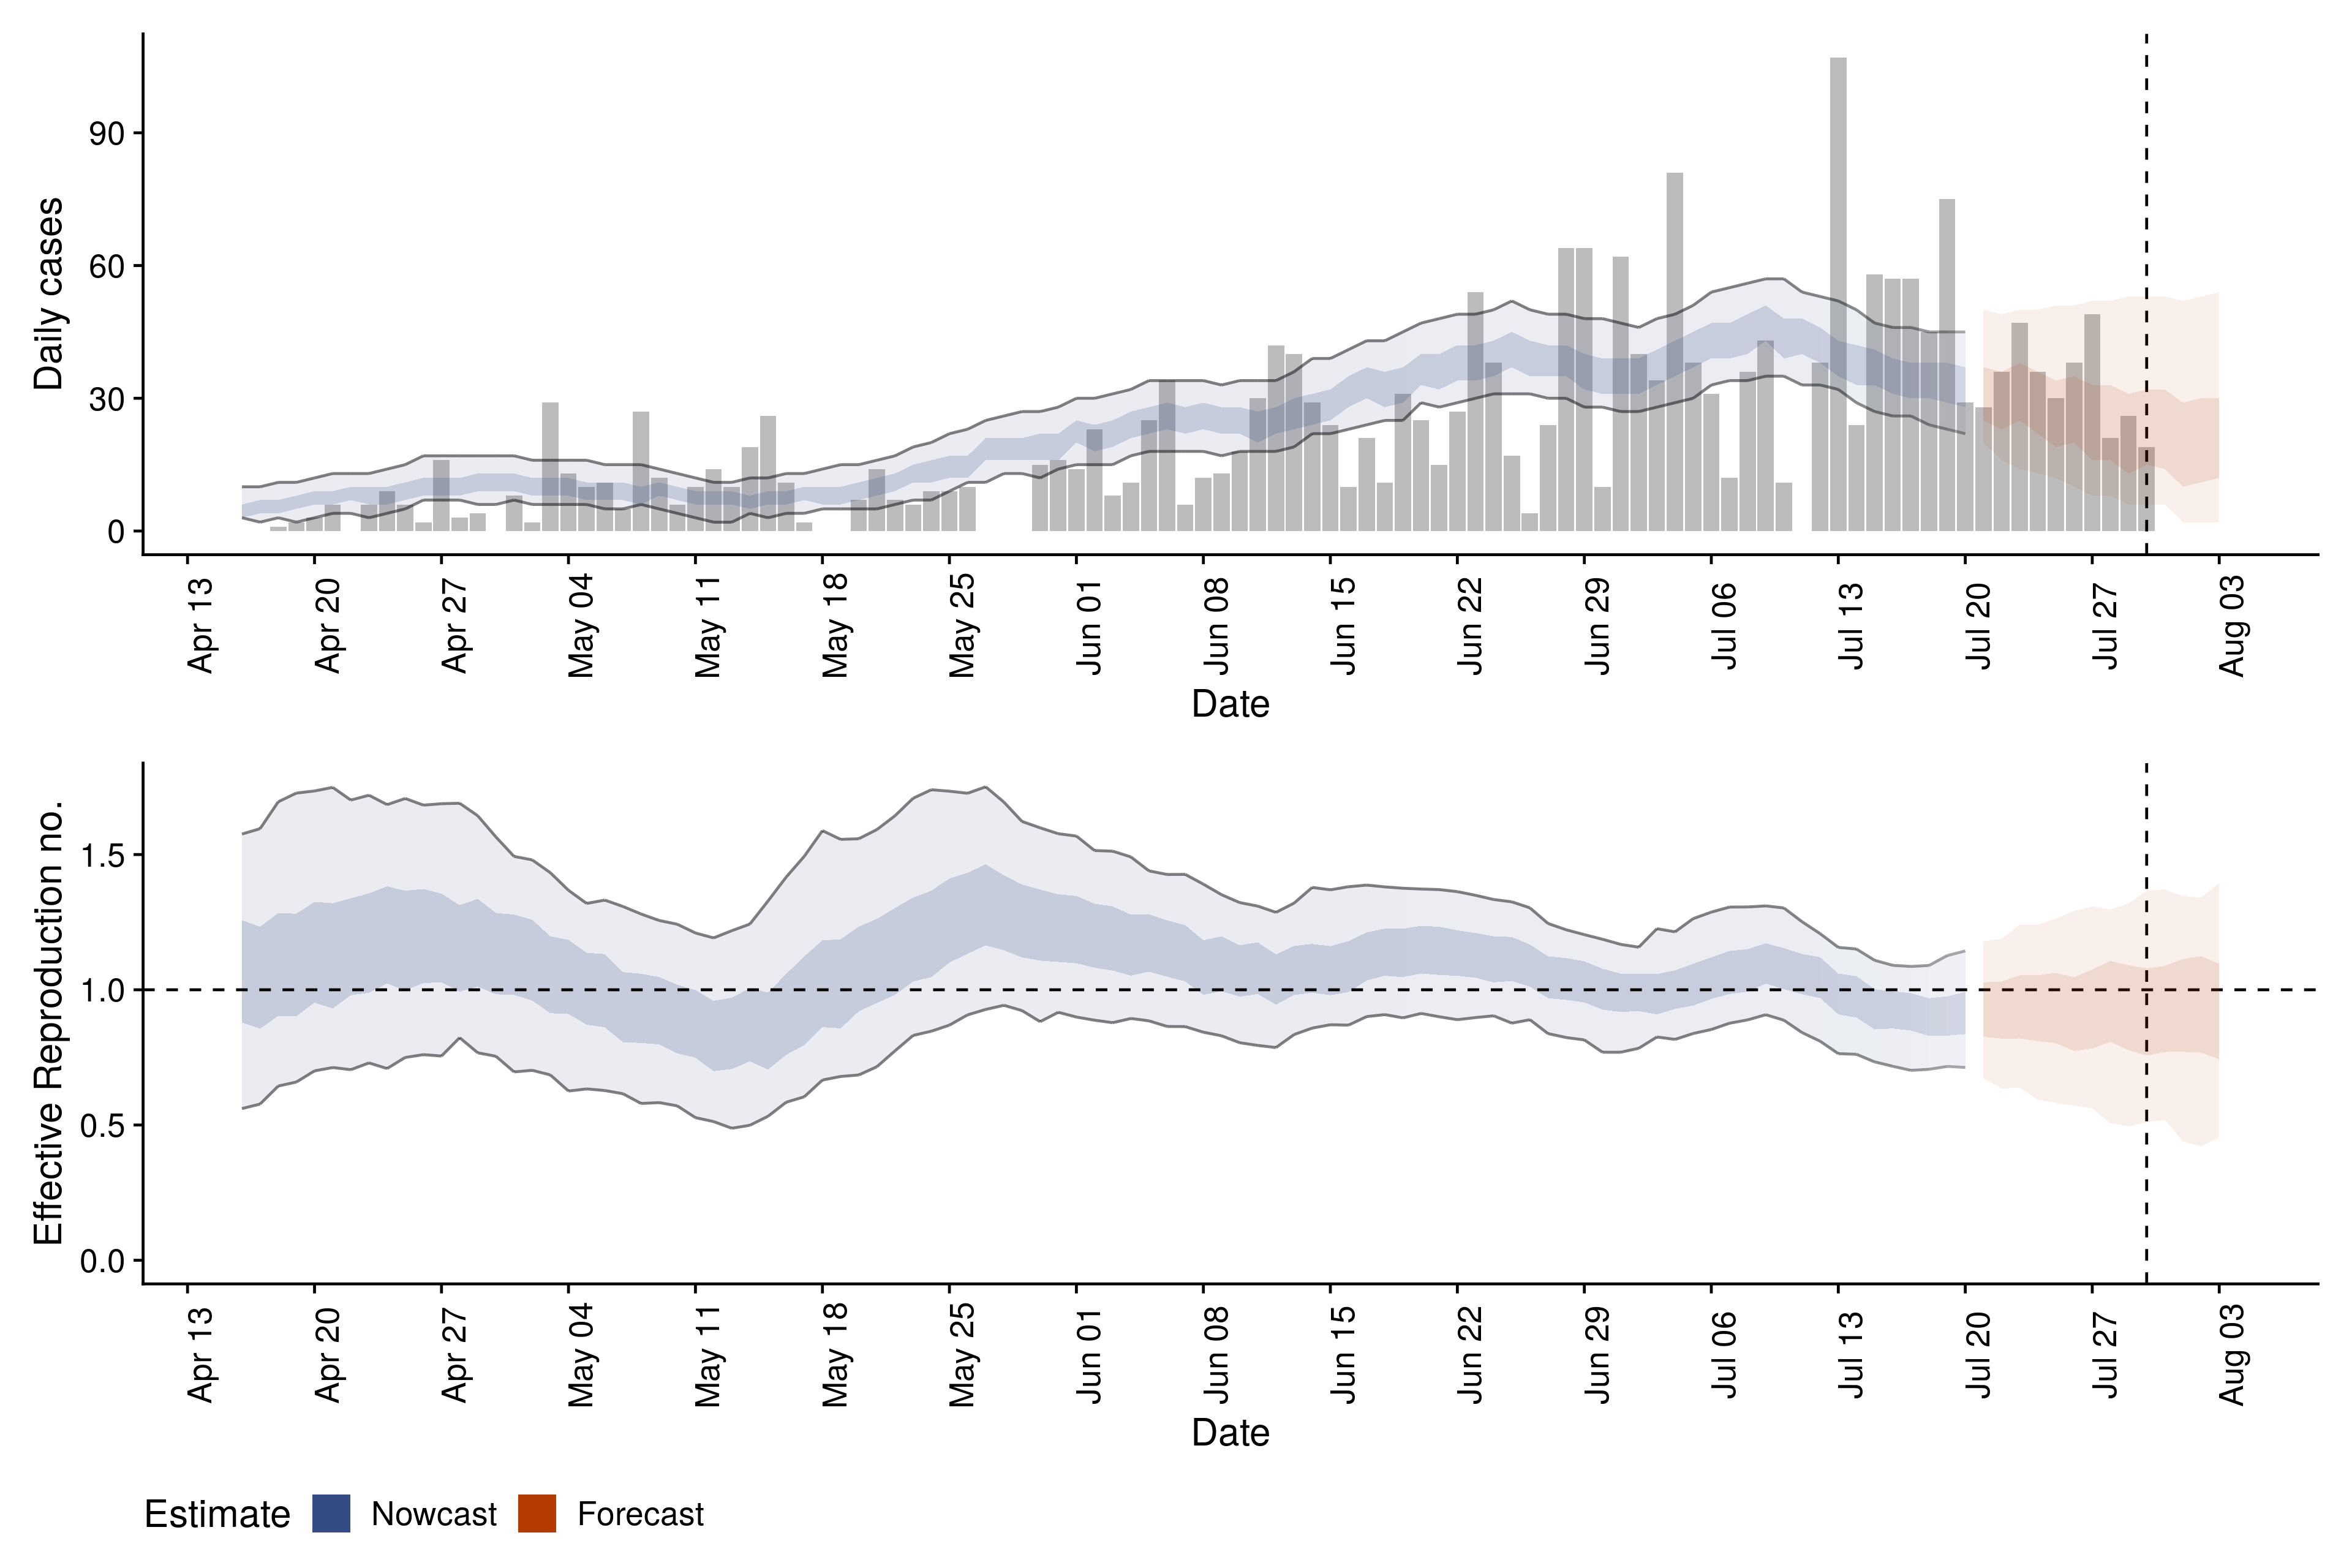 Daily cases
90
60
30
0
Apr 13 Apr 20 Apr 27 May 04 May 11 May 18 May 25 Jun 01 Jun 08 Jun 15 Jun 22 Jun 29 Jul 06 Jul 13 Jul 20 Jul 27 Aug 03
Date
Effective Reproduction no.
1.5
1.0
0.5
0.0
Apr 13 Apr 20 Apr 27 May 04 May 11 May 18 May 25 Jun 01 Jun 08 Jun 15 Jun 22 Jun 29 Jul 06 Jul 13 Jul 20 Jul 27 Aug 03
Date
Estimate Nowcast Forecast